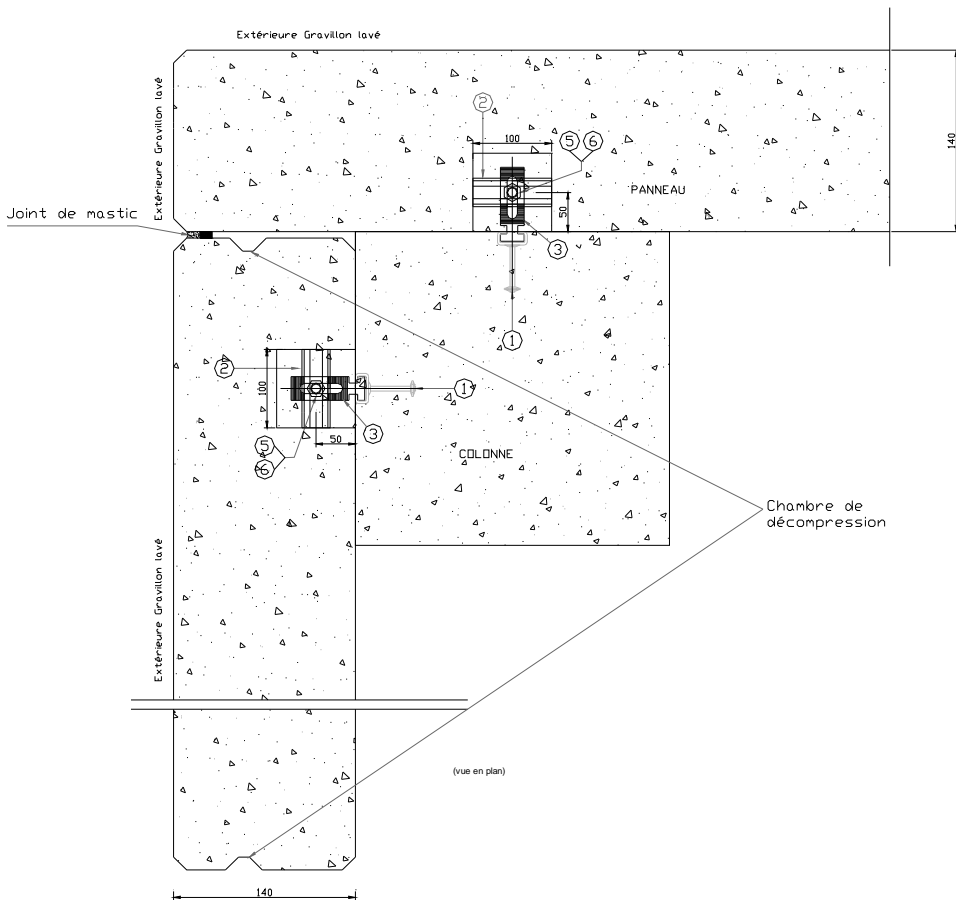 Extérieure Gravillon lavé
Extérieure Gravillon lavé
2
100
5 6
140
PANNEAU
50
Joint de mastic
3
1
2
100
1
3
50
5
6
COLONNE
Chambre de
décompression
Extérieure Gravillon lavé
(vue en plan)
140